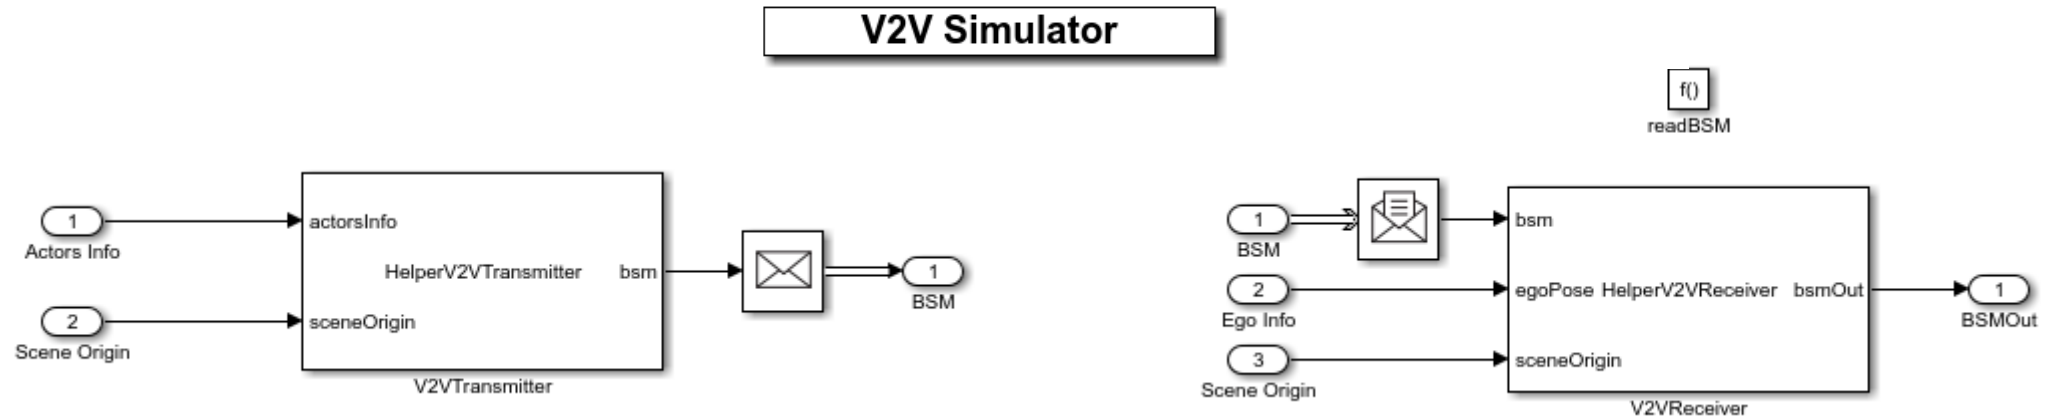 V2V Simulator
f()
readBSM
1
Actors Info
2
Scene Origin
actorsInfo
HelperV2VTransmitter
bsm
sceneOrigin
V2VTransmitter
1
BSM
1
BSM
2
Ego Info
3
Scene Origin
bsm
egoPose HelperV2VReceiver bsmOut
sceneOrigin
V2VReceiver
1
BSMOut